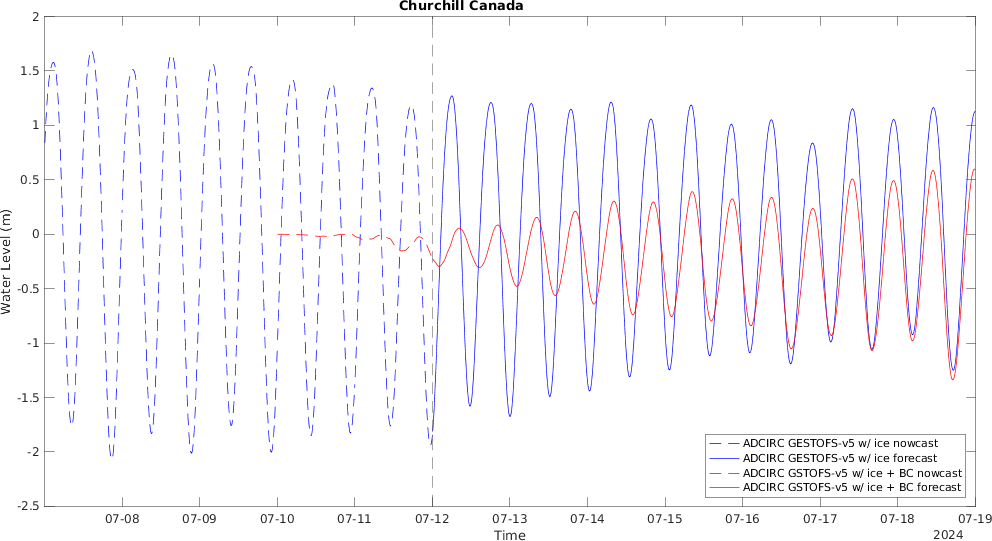 Churchill Canada
Water Level (m)
2
1.5
1
0.5
0
-0.5
-1
-1.5
-2
-2.5
ADCIRC GESTOFS-v5 w/ ice nowcast
ADCIRC GESTOFS-v5 w/ ice forecast
ADCIRC GSTOFS-v5 w/ ice + BC nowcast
ADCIRC GSTOFS-v5 w/ ice + BC forecast
07-08 07-09 07-10 07-11 07-12 07-13 07-14 07-15 07-16 07-17 07-18 07-19
Time
2024